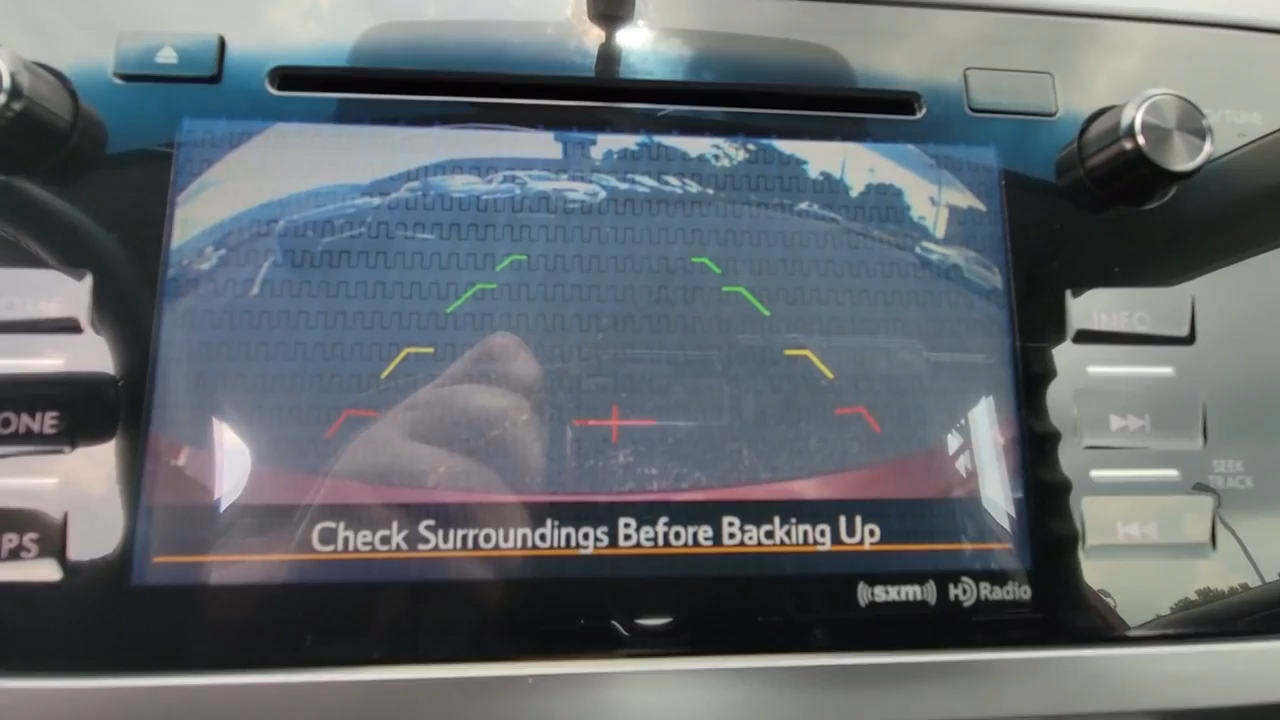 INFO
ONE
SEEK
TRACK
PS
Check Surroundings Before Backing Up
((sxm)) HD Radio